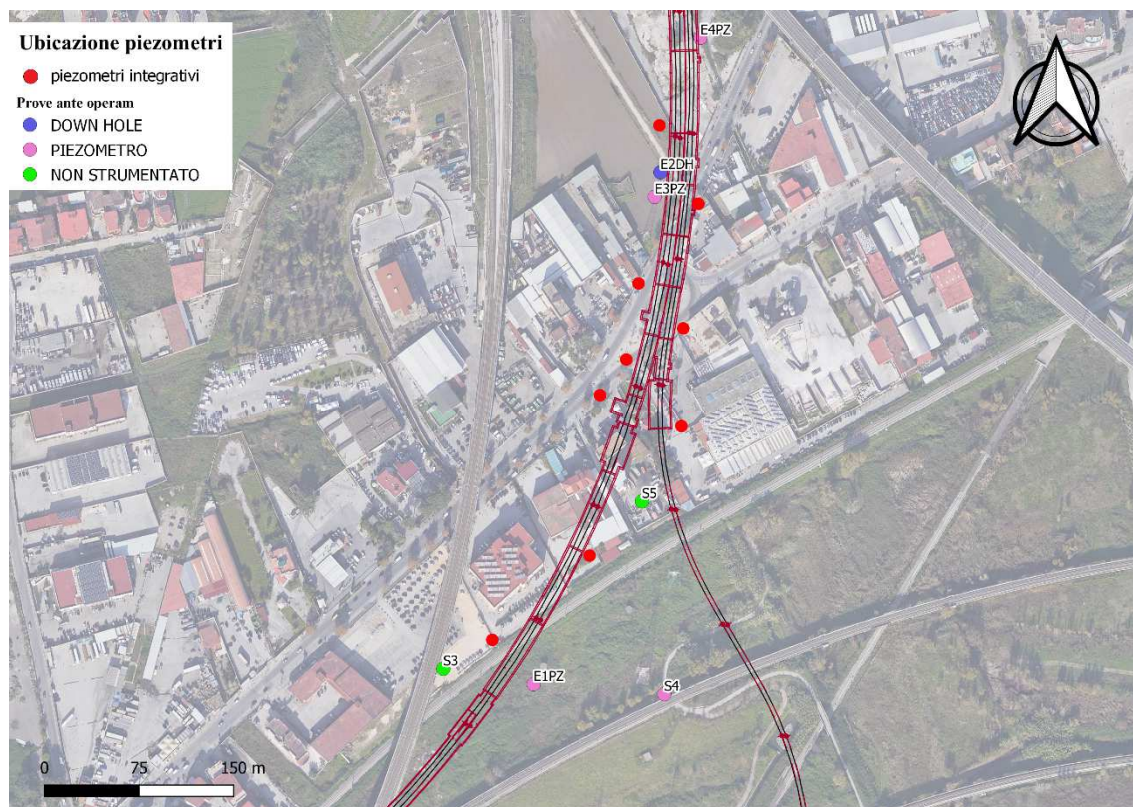 Ubicazione piezometri
piezometri integrativi
Prove ante operam
DOWN HOLE
PIEZOMETRO
NON STRUMENTATO
E4PZ
E2DH
E3PZ
S5
S3
E1PZ
S4
0 75 150 m